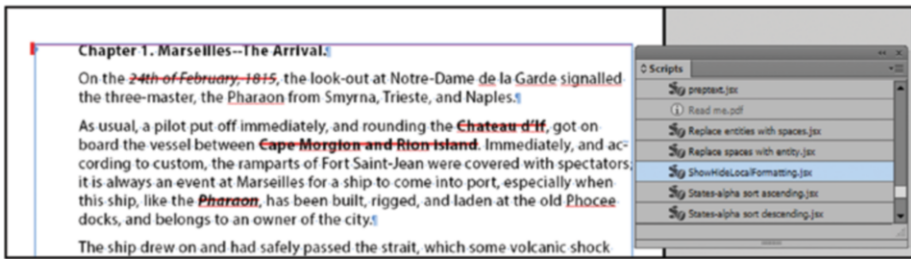 Chapter 1. Marseilles--The Arrival.
On the 24th of February, 1815, the look-out at Notre-Dame de la Garde signalled
the three-master, the Pharaon from Smyrna, Trieste, and Naples.
As usual, a pilot put off immediately, and rounding the Chateau d'If, got on
board the vessel between Cape Morgion and Rion Island. Immediately, and ac-
cording to custom, the ramparts of Fort Saint-Jean were covered with spectators;
it is always an event at Marseilles for a ship to come into port, especially when
this ship, like the Pharaon, has been built, rigged, and laden at the old Phocee
docks, and belongs to an owner of the city.
The ship drew on and had safely passed the strait, which some volcanic shock
Scripts
preptext.jsx
Read me.pdf
Replace entities with spaces.jsx
Replace spaces with entity.jsx
ShowHideLocalFormatting.jsx
States-alpha sort ascending.jsx
States-alpha sort descending.jsx